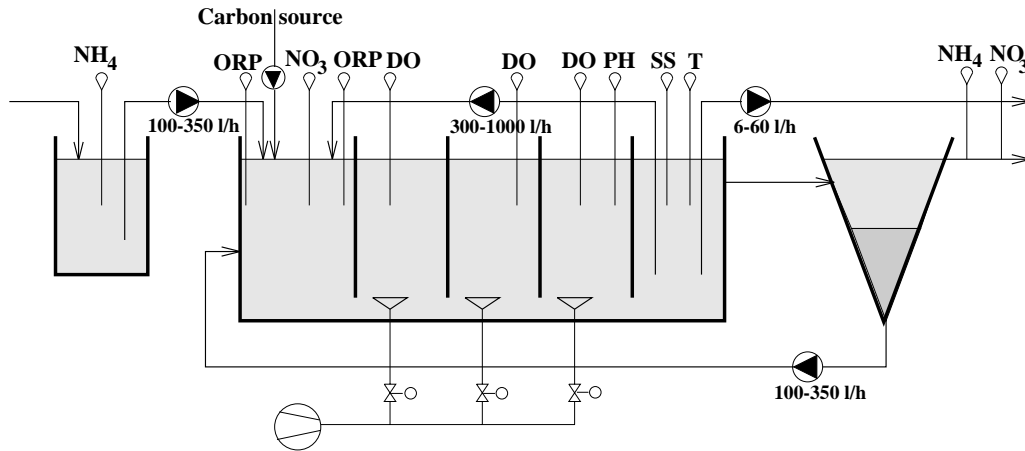 Carbon source
NH4
ORP
NO3
ORP
DO
DO
DO
PH
SS
T
NH4
NO3
100-350 l/h
300-1000 l/h
6-60 l/h
100-350 l/h